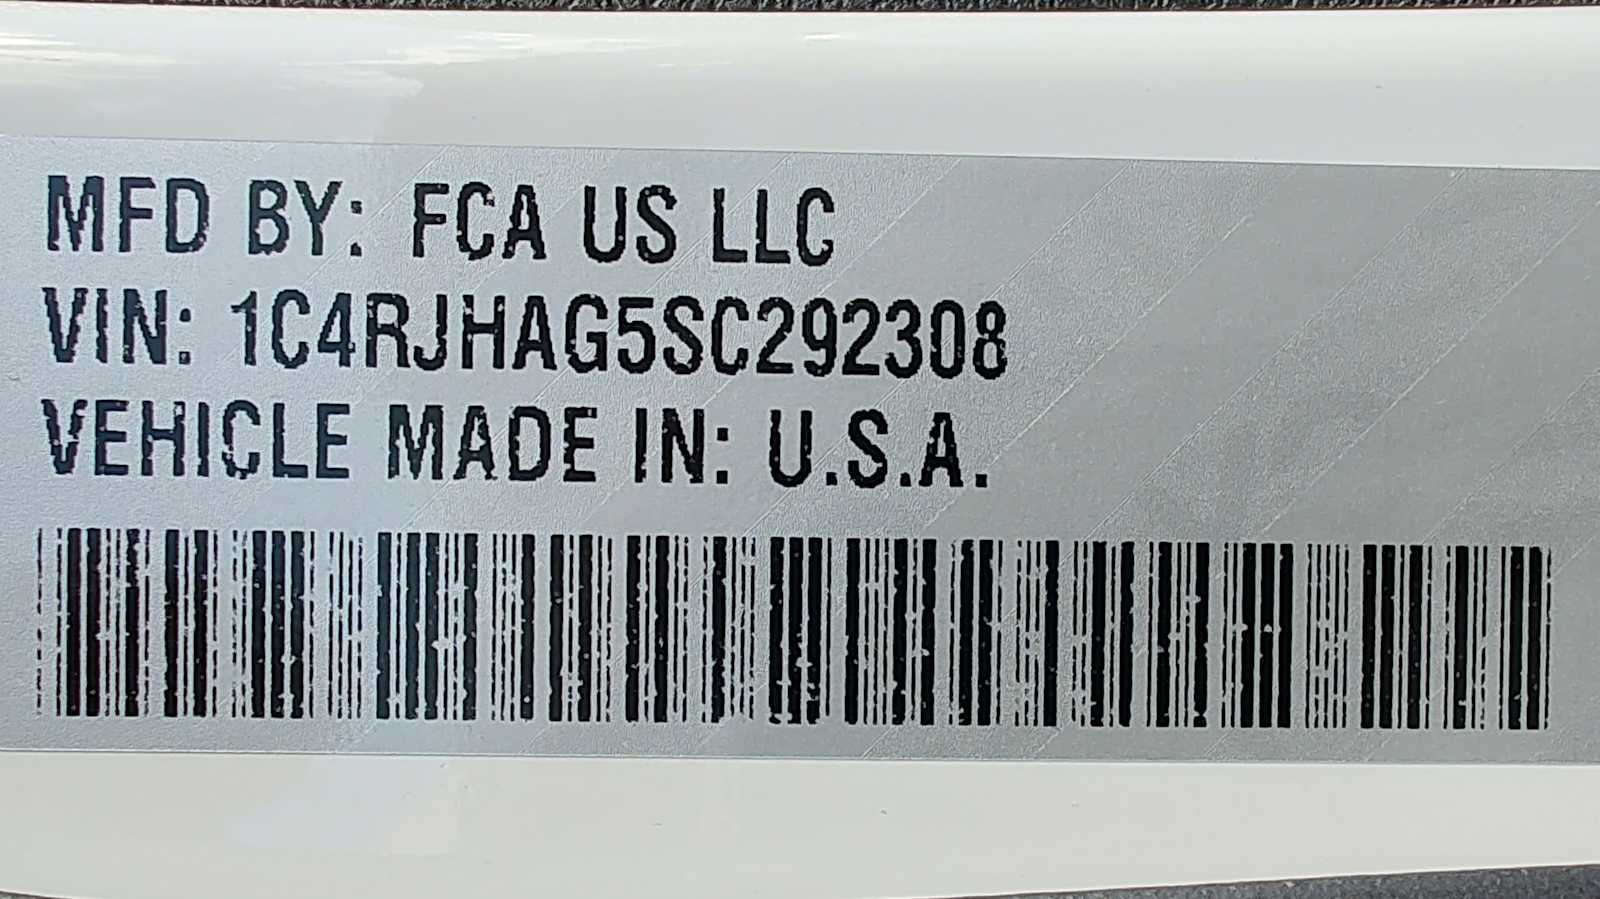 MFD BY: FCA US LLC
VIN: 1C4RJHAG5SC292308
VEHICLE MADE IN: U.S.A.